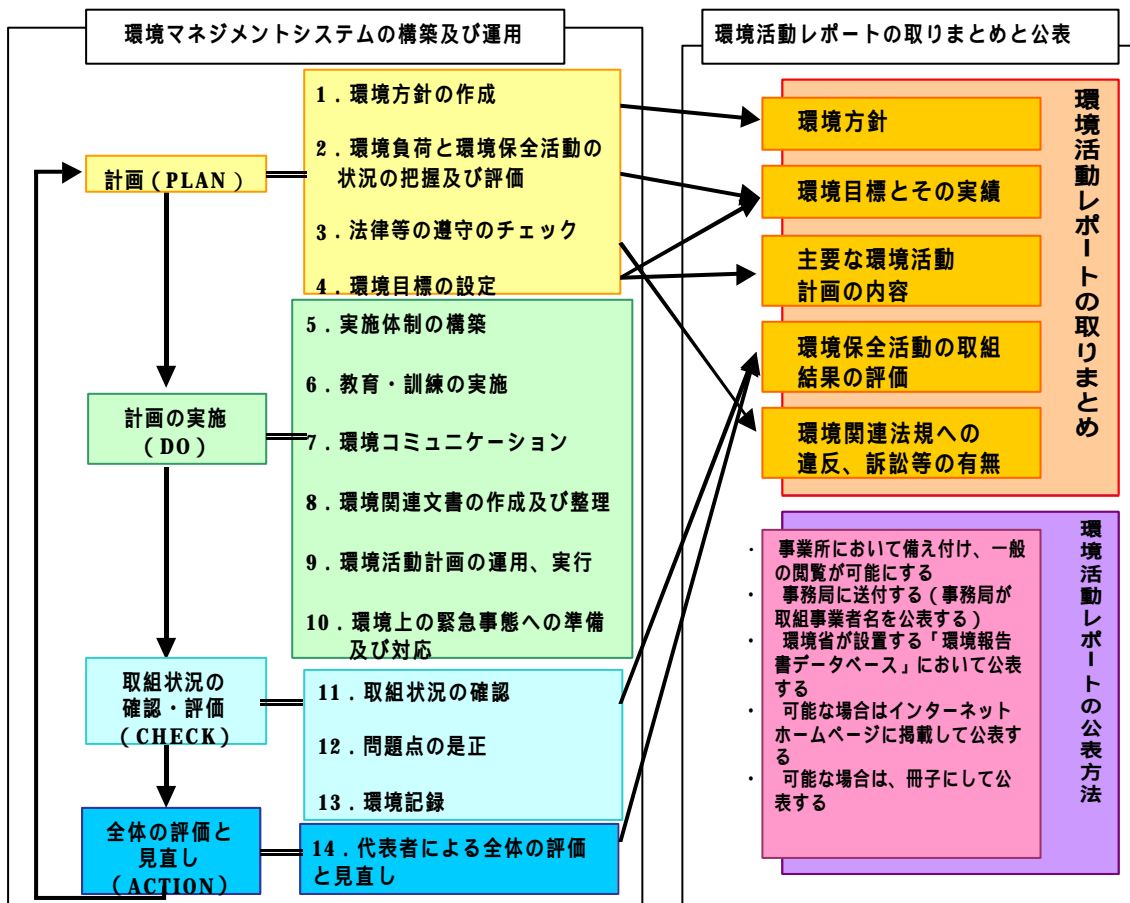 環境マネジメントシステムの構築及び運用
計画（PLAN）
1．環境方針の作成
2．環境負荷と環境保全活動の
状況の把握及び評価
3．法律等の遵守のチェック
4．環境目標の設定
計画の実施
（DO）
5．実施体制の構築
6．教育・訓練の実施
7．環境コミュニケーション
8．環境関連文書の作成及び整理
9．環境活動計画の運用、実行
10．環境上の緊急事態への準備
及び対応
取組状況の
確認・評価
（CHECK）
11．取組状況の確認
12．問題点の是正
13．環境記録
全体の評価と
見直し
（ACTION）
14．代表者による全体の評価
と見直し
環境活動レポートの取りまとめと公表
環境方針
環境目標とその実績
主要な環境活動
計画の内容
環境保全活動の取組
結果の評価
環境関連法規への
違反、訴訟等の有無
環境活動レポートの取りまとめ
・ 事業所において備え付け、一般
の閲覧が可能にする
・ 事務局に送付する（事務局が
取組事業者名を公表する）
・ 環境省が設置する「環境報告
書データベース」において公表
する
・ 可能な場合はインターネット
ホームページに掲載して公表す
る
・ 可能な場合は、冊子にして公
表する
環境活動レポートの公表方法